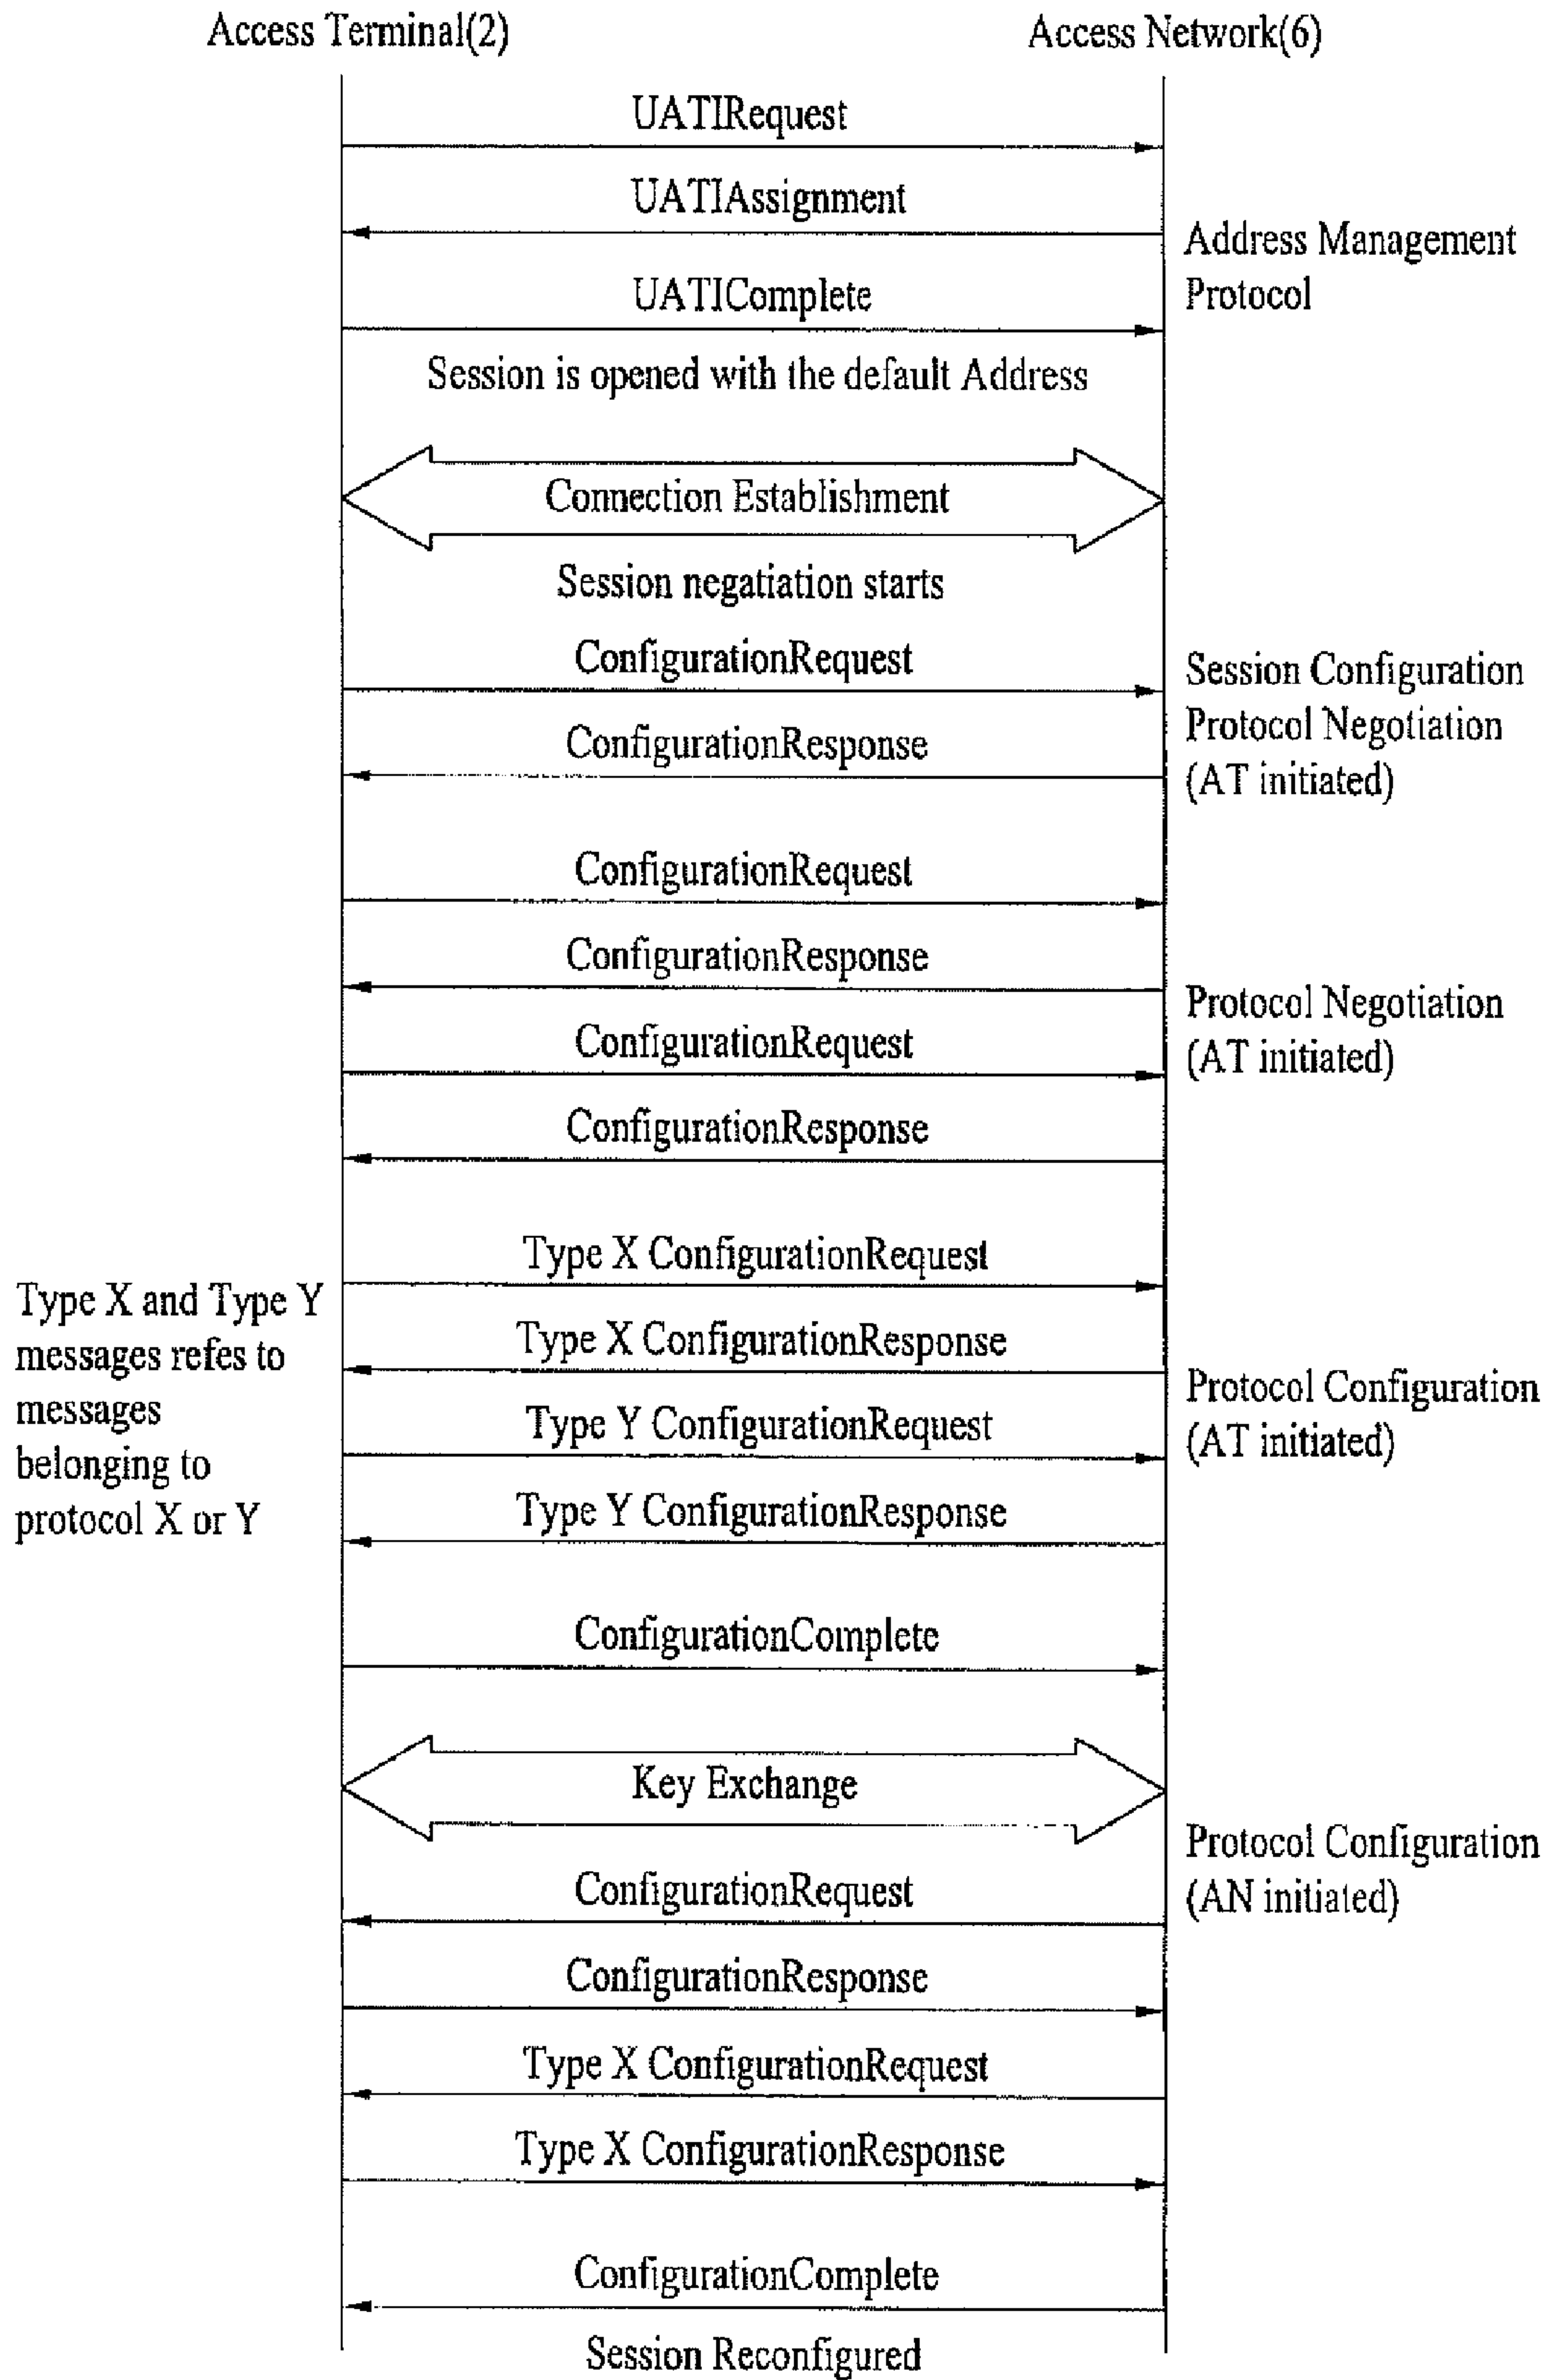 Access Terminal(2)
Access Network(6)
UATIRequest
UATIAssignment
Address Management
Protocol
UATIComplete
Session is opened with the default Address
Connection Establishment
Session negatiation starts
ConfigurationRequest
Session Configuration
Protocol Negotiation
(AT initiated)
ConfigurationResponse
ConfigurationRequest
ConfigurationResponse
Protocol Negotiation
(AT initiated)
ConfigurationRequest
ConfigurationResponse
Type X ConfigurationRequest
Type X and Type Y
messages refes to
messages
belonging to
protocol X or Y
Type X ConfigurationResponse
Protocol Configuration
(AT initiated)
Type Y ConfigurationRequest
Type Y ConfigurationResponse
ConfigurationComplete
Key Exchange
Protocol Configuration
(AN initiated)
ConfigurationRequest
ConfigurationResponse
Type X ConfigurationRequest
Type X ConfigurationResponse
ConfigurationComplete
Session Reconfigured